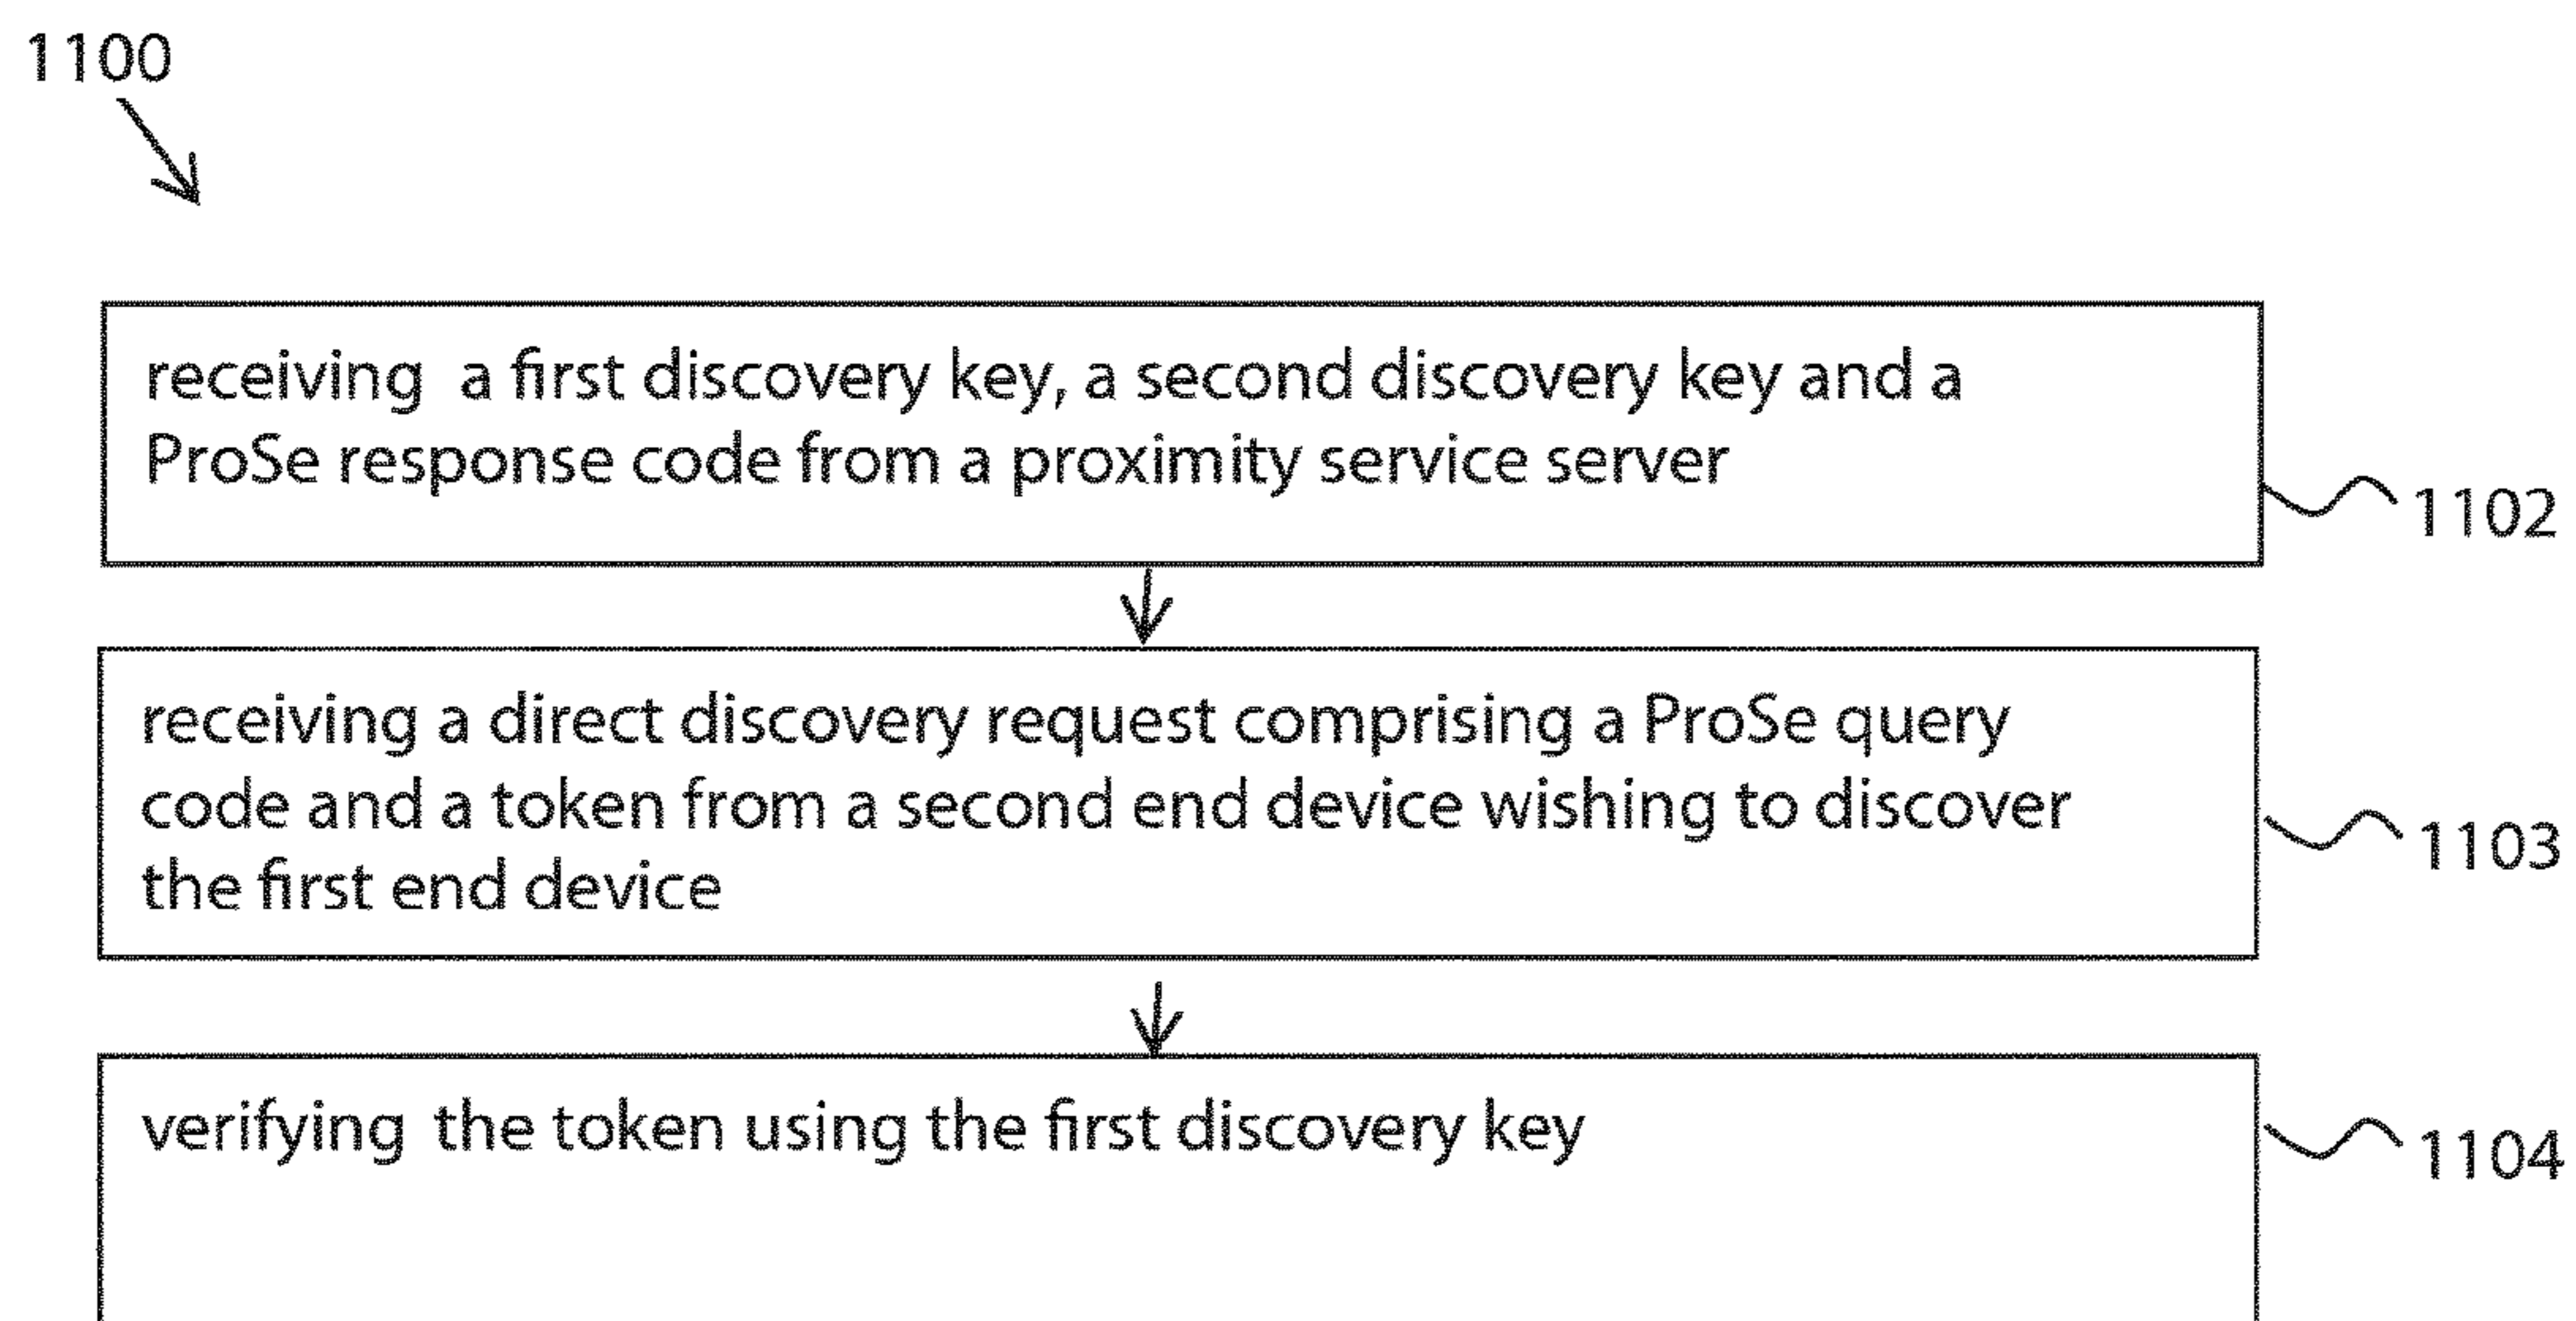 1100
receiving a first discovery key, a second discovery key and a
ProSe response code from a proximity service server
1102
receiving a direct discovery request comprising a ProSe query
code and a token from a second end device wishing to discover
the first end device
1103
verifying the token using the first discovery key
1104